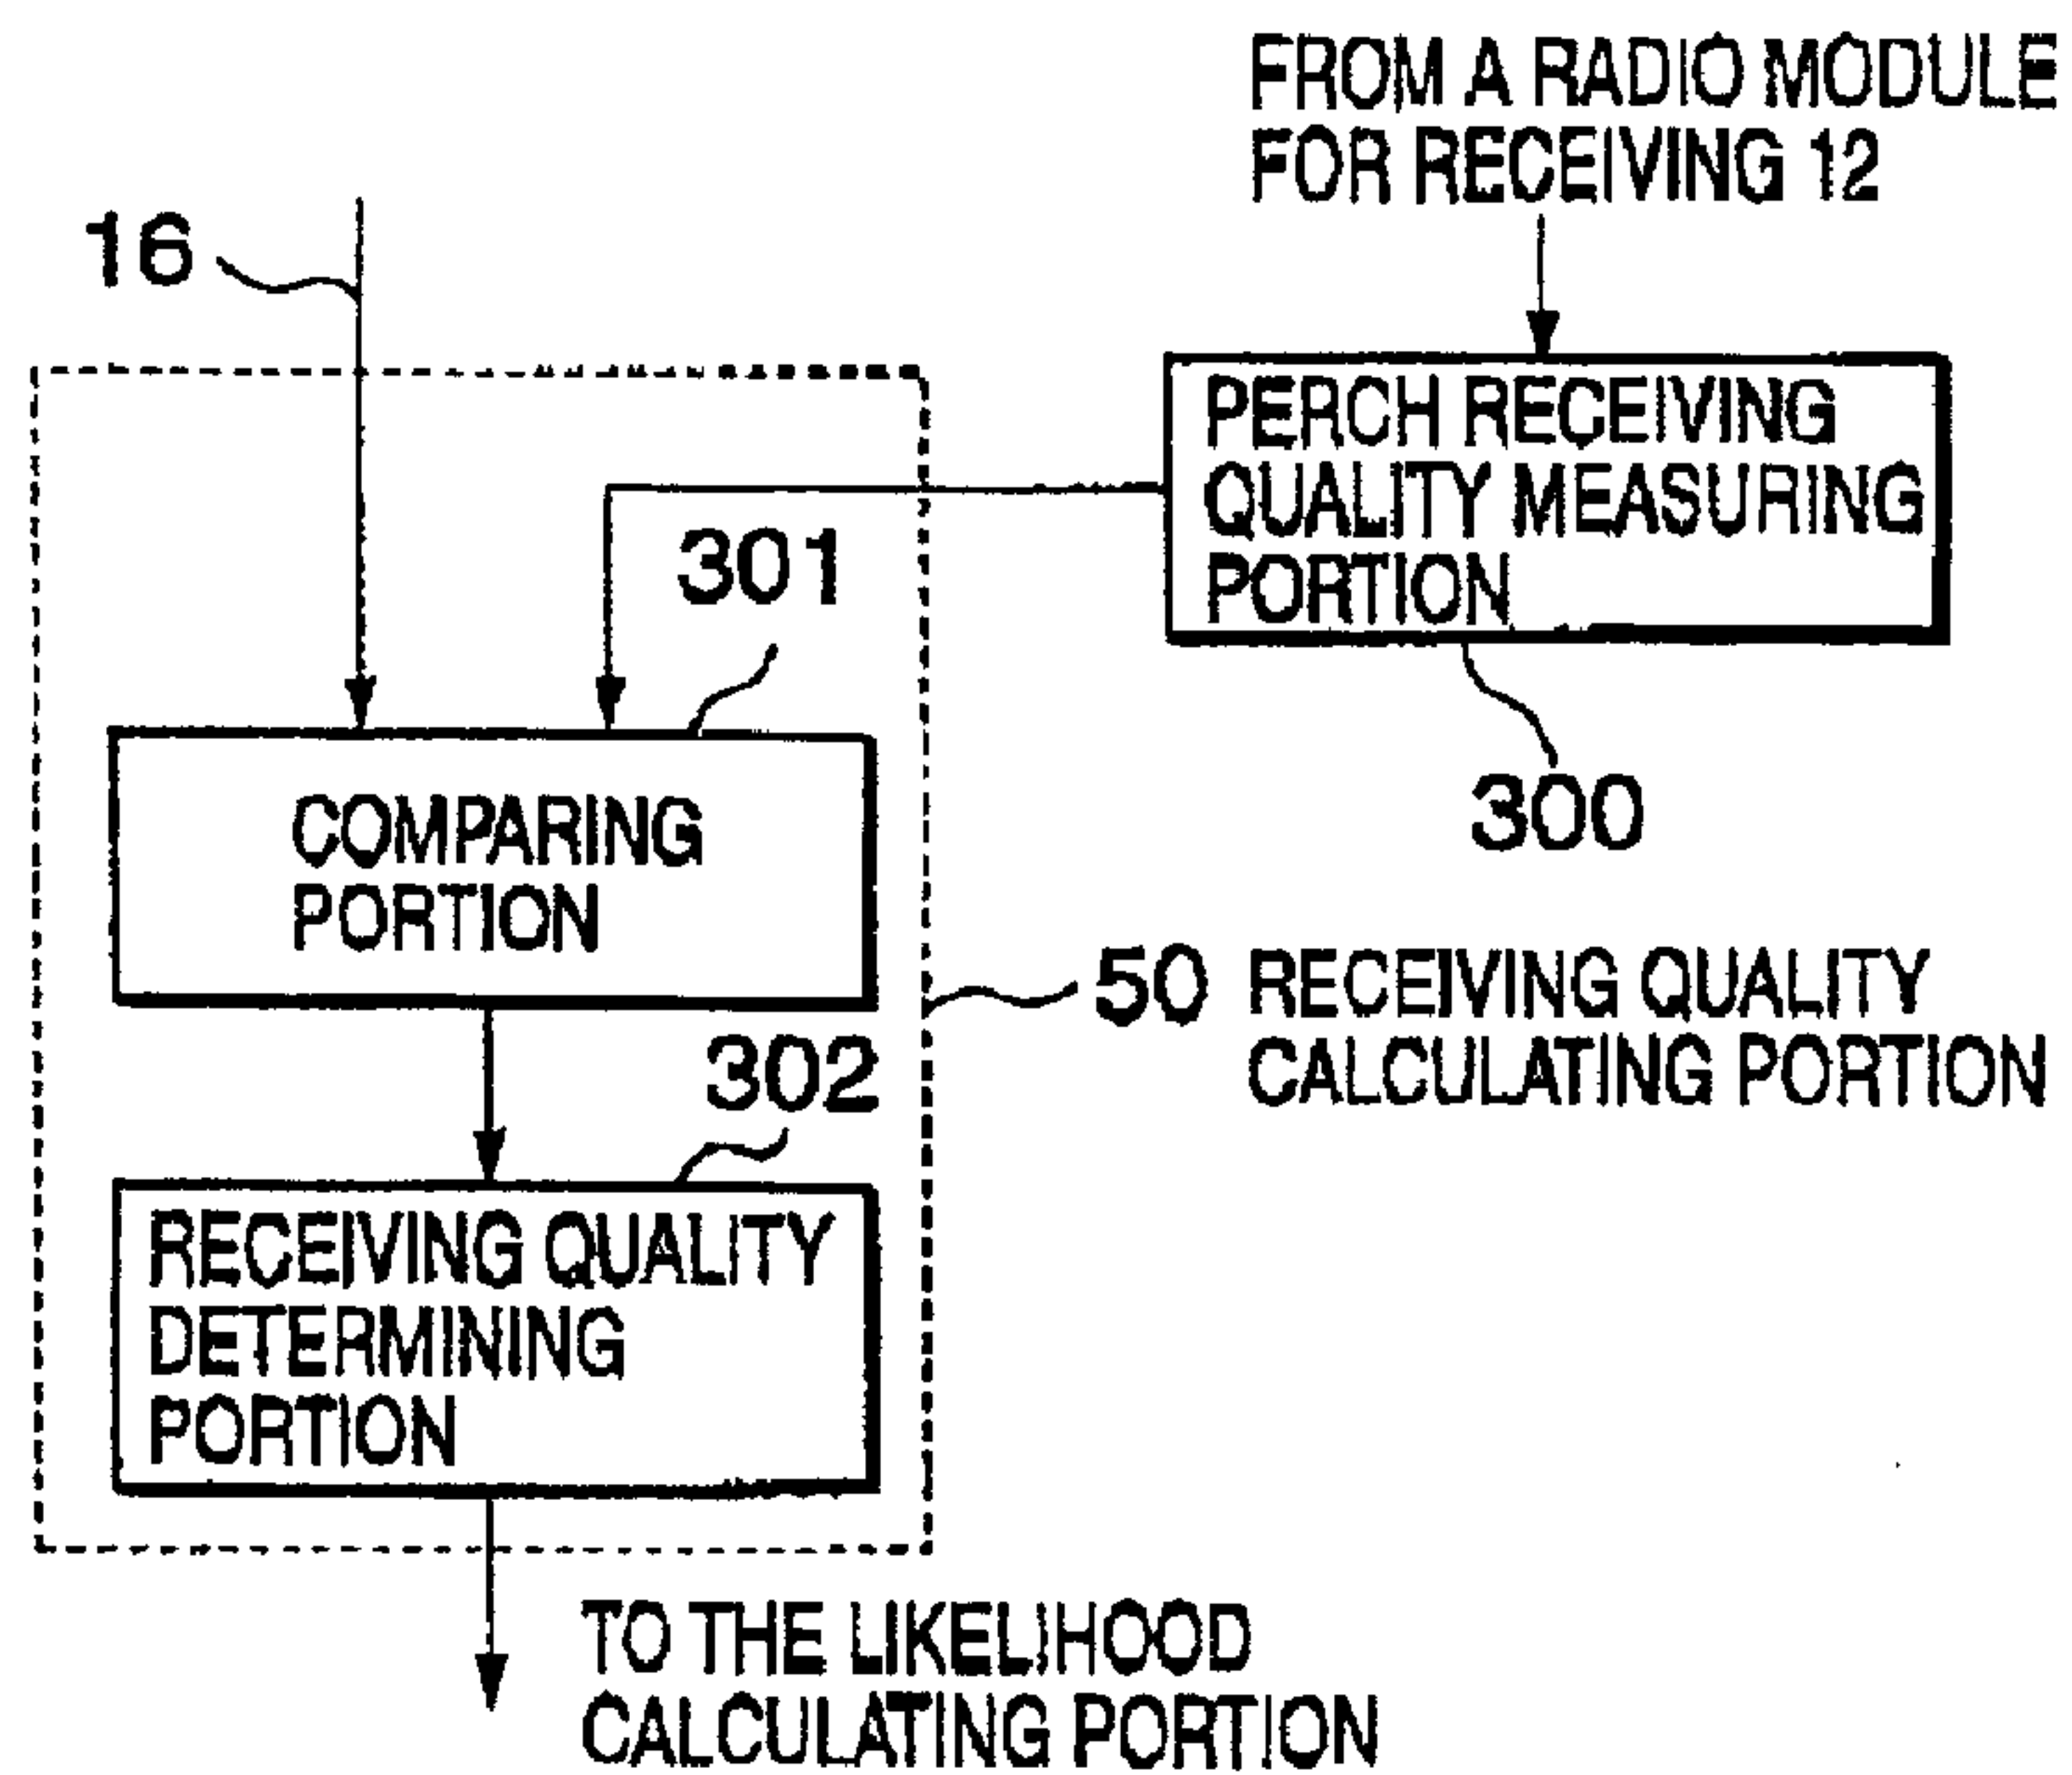 FROM A RADIO MODULE
FOR RECEIVING 12
16
PERCH RECEIVING
QUALITY MEASURING
PORTION
301
300
COMPARING
PORTION
50 RECEIVING QUALITY
CALCULATING PORTION
302
RECEIVING QUALITY
DETERMINING
PORTION
TO THE LIKELIHOOD
CALCULATING PORTION